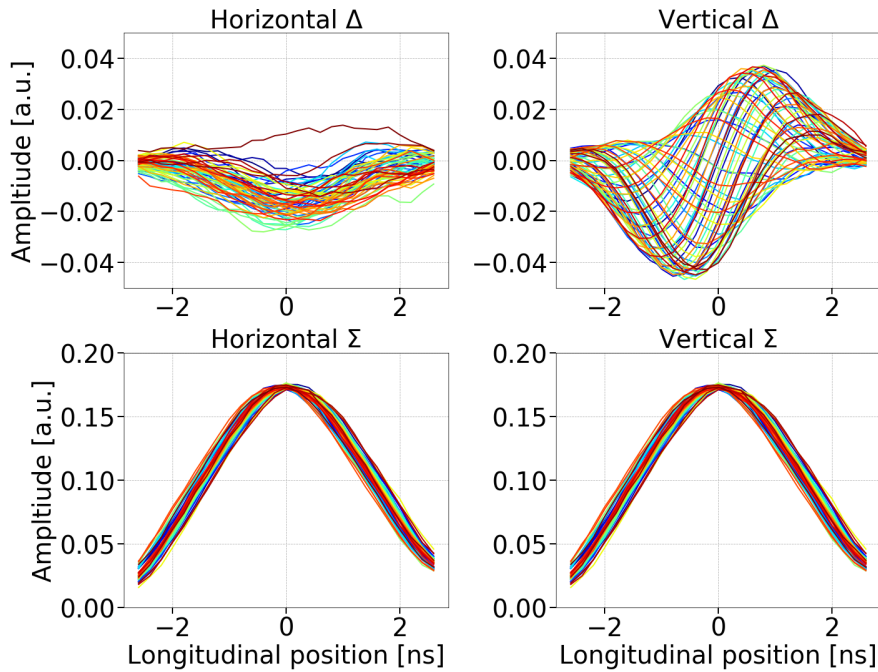 Horizontal Δ
Vertical Δ
0.04
0.02
0.00
−0.02
−0.04
Ampltiude [a.u.]
−2 0 2
0.04
0.02
0.00
−0.02
−0.04
−2 0 2
Horizontal Σ
Vertical Σ
0.20
0.15
0.10
0.05
0.00
Ampltiude [a.u.]
−2 0 2
Longitudinal position [ns]
0.20
0.15
0.10
0.05
0.00
−2 0 2
Longitudinal position [ns]